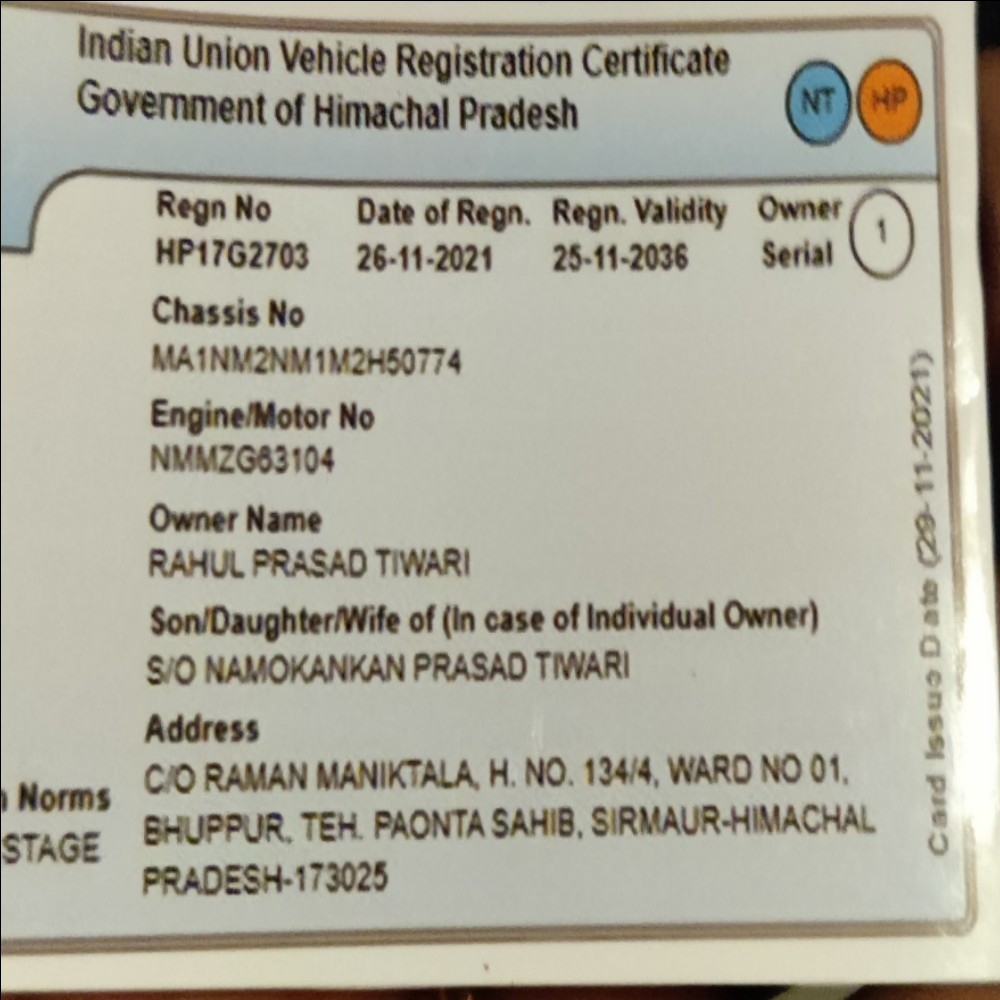 Indian Union Vehicle Registration Certificate
Government of Himachal Pradesh
NT HP
Regn No Date of Regn. Regn. Validity Owner Serial 1
HP17G2703 26-11-2021 25-11-2036
Chassis No
MA1NM2NM1M2H50774
Engine/Motor No
NMMZG63104
Owner Name
RAHUL PRASAD TIWARI
Son/Daughter/Wife of (In case of Individual Owner)
S/O NAMOKANKAN PRASAD TIWARI
Address
C/O RAMAN MANIKTALA, H. NO. 134/4, WARD NO 01,
BHUPPUR, TEH. PAONTA SAHIB, SIRMAUR-HIMACHAL
PRADESH-173025
Norms
STAGE
Card Issue Date (29-11-2021)